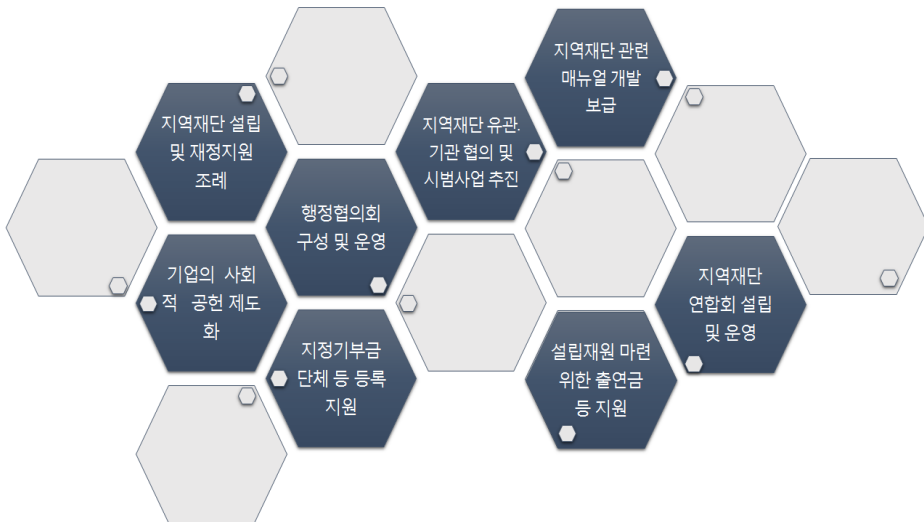 지역재단 관련
매뉴얼 개발
보급
지역재단 설립
및 재정지원
조례
지역재단 유관.
기관 협의 및
시범사업 추진
행정협의회
구성 및 운영
기업의 사회
적 공헌 제도
화
지역재단
연합회 설립
및 운영
지정기부금
단체 등 등록
지원
설립재원 마련
위한 출연금
등 지원